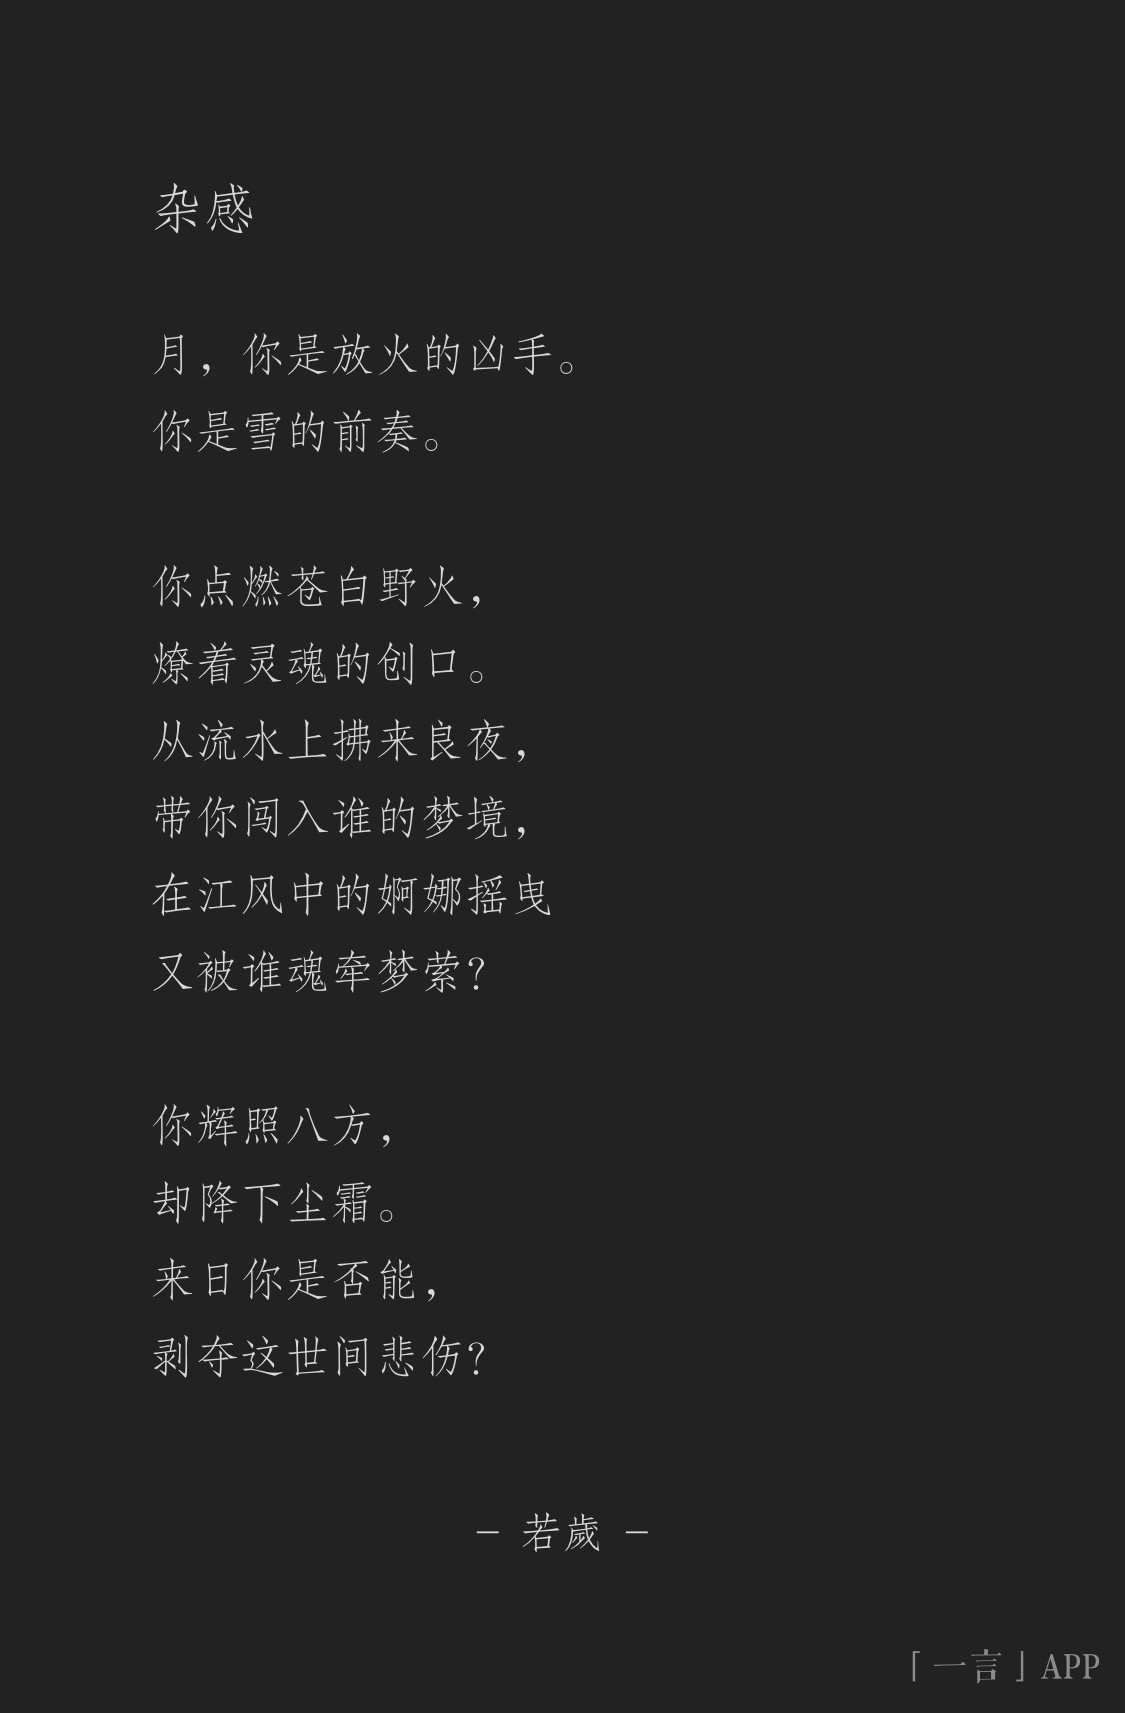 杂感
月，你是放火的凶手。
你是雪的前奏。
你点燃苍白野火，
燎着灵魂的创口。
从流水上拂来良夜，
带你闯入谁的梦境，
在江风中的婀娜摇曳
又被谁魂牵梦萦？
你辉照八方，
却降下尘霜。
来日你是否能，
剥夺这世间悲伤？
- 若歲 -
「一言」APP